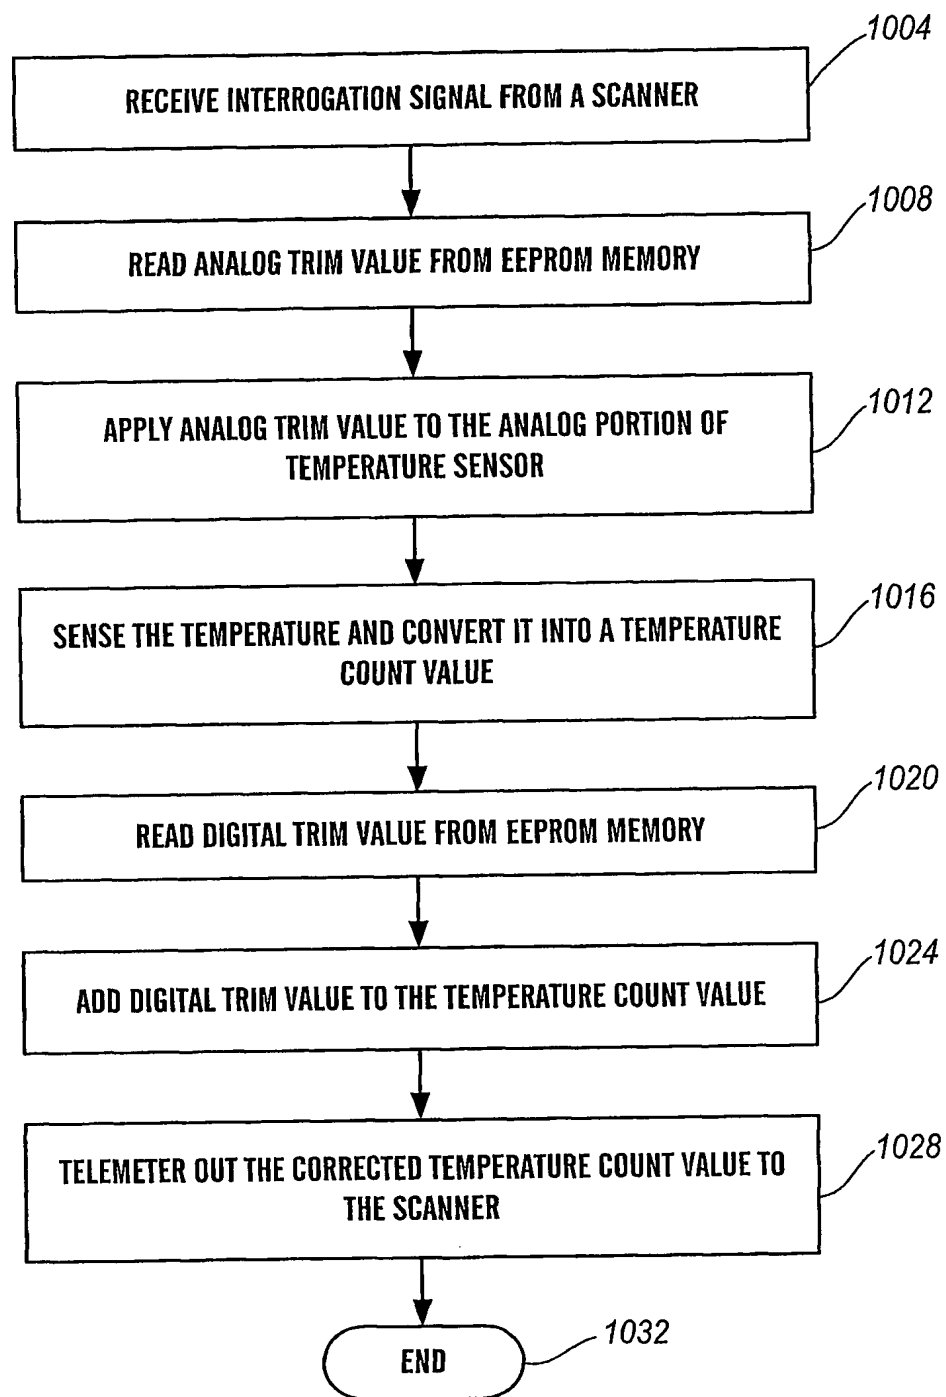 1004
RECEIVE INTERROGATION SIGNAL FROM A SCANNER
1008
READ ANALOG TRIM VALUE FROM EEPROM MEMORY
1012
APPLY ANALOG TRIM VALUE TO THE ANALOG PORTION OF
TEMPERATURE SENSOR
1016
SENSE THE TEMPERATURE AND CONVERT IT INTO A TEMPERATURE
COUNT VALUE
1020
READ DIGITAL TRIM VALUE FROM EEPROM MEMORY
1024
ADD DIGITAL TRIM VALUE TO THE TEMPERATURE COUNT VALUE
1028
TELEMETER OUT THE CORRECTED TEMPERATURE COUNT VALUE TO
THE SCANNER
1032
END